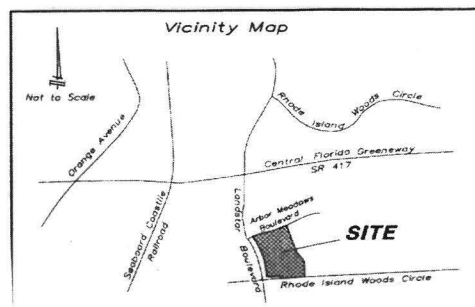 Vicinity Map
Not to Scale
Orange Avenue
Seaboard Coastline
Railroad
Rhode Island Woods Circle
Central Florida Greeneway
SR 417
Landstar
Boulevard
Arbor Meadows
Boulevard
SITE
Rhode Island Woods Circle